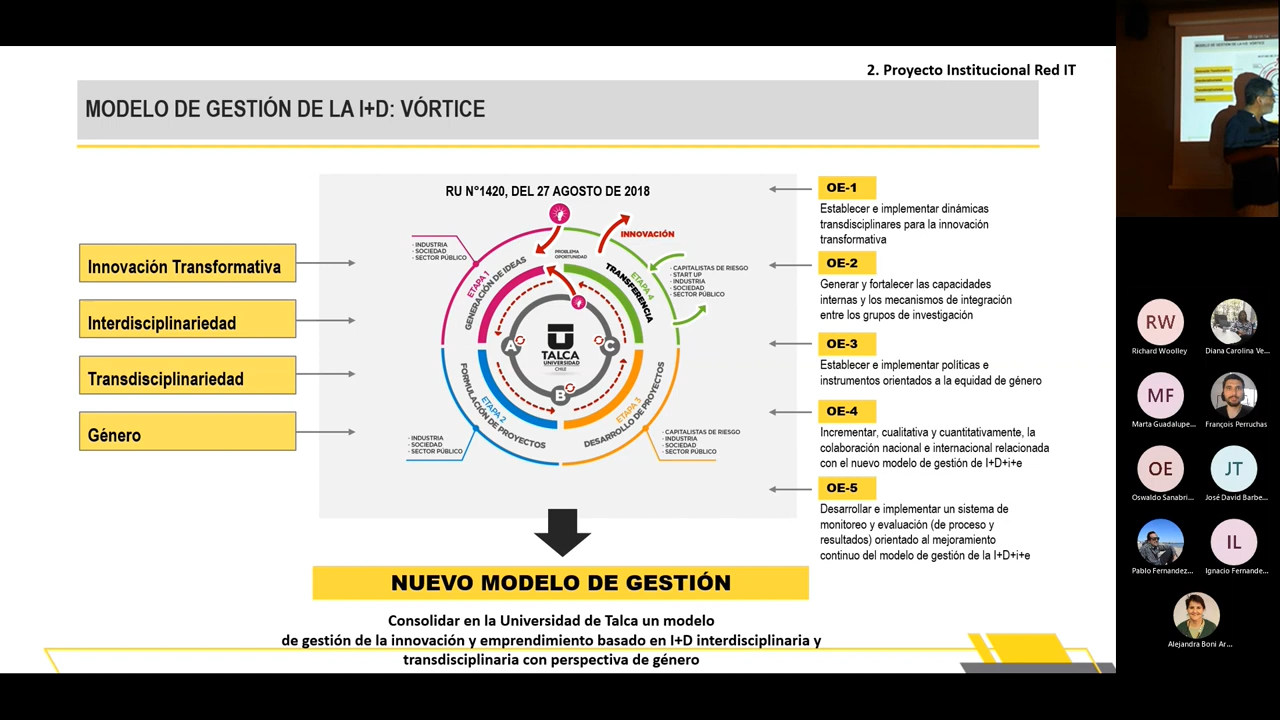 2. Proyecto Institucional Red IT
MODELO DE GESTIÓN DE LA I+D: VÓRTICE
Innovación Transformativa
Interdisciplinariedad
Transdisciplinariedad
Género
RU N°1420, DEL 27 AGOSTO DE 2018
INNOVACIÓN
· INDUSTRIA
· SOCIEDAD
· SECTOR PÚBLICO
PROBLEMA
OPORTUNIDAD
ETAPA 1
GENERACIÓN DE IDEAS
ETAPA 4
TRANSFERENCIA
· CAPITALISTAS DE RIESGO
· START UP
· INDUSTRIA
· SOCIEDAD
· SECTOR PÚBLICO
A
B
C
TALCA
UNIVERSIDAD
CHILE
ETAPA 2
FORMULACIÓN DE PROYECTOS
ETAPA 3
DESARROLLO DE PROYECTOS
· INDUSTRIA
· SOCIEDAD
· SECTOR PÚBLICO
· CAPITALISTAS DE RIESGO
· INDUSTRIA
· SOCIEDAD
· SECTOR PÚBLICO
OE-1
Establecer e implementar dinámicas
transdisciplinares para la innovación
transformativa
OE-2
Generar y fortalecer las capacidades
internas y los mecanismos de integración
entre los grupos de investigación
OE-3
Establecer e implementar políticas e
instrumentos orientados a la equidad de género
OE-4
Incrementar, cualitativa y cuantitativamente, la
colaboración nacional e internacional relacionada
con el nuevo modelo de gestión de I+D+i+e
OE-5
Desarrollar e implementar un sistema de
monitoreo y evaluación (de proceso y
resultados) orientado al mejoramiento
continuo del modelo de gestión de la I+D+i+e
NUEVO MODELO DE GESTIÓN
Consolidar en la Universidad de Talca un modelo
de gestión de la innovación y emprendimiento basado en I+D interdisciplinaria y
transdisciplinaria con perspectiva de género
RW
Richard Woolley
Diana Carolina Ve...
MF
Marta Guadalupe...
François Perruchas
OE
Oswaldo Sanabri...
JT
José David Barbe...
Pablo Fernandez...
IL
Ignacio Fernande...
Alejandra Boni Ar...